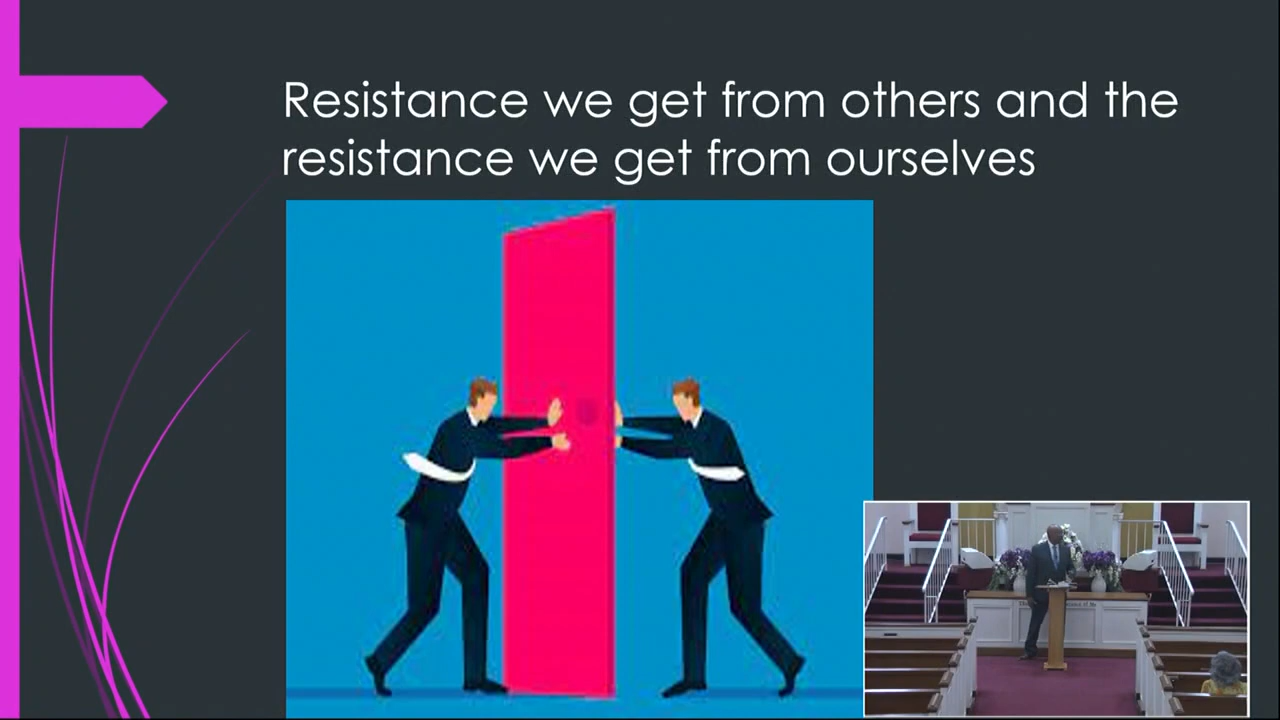 Resistance we get from others and the
resistance we get from ourselves